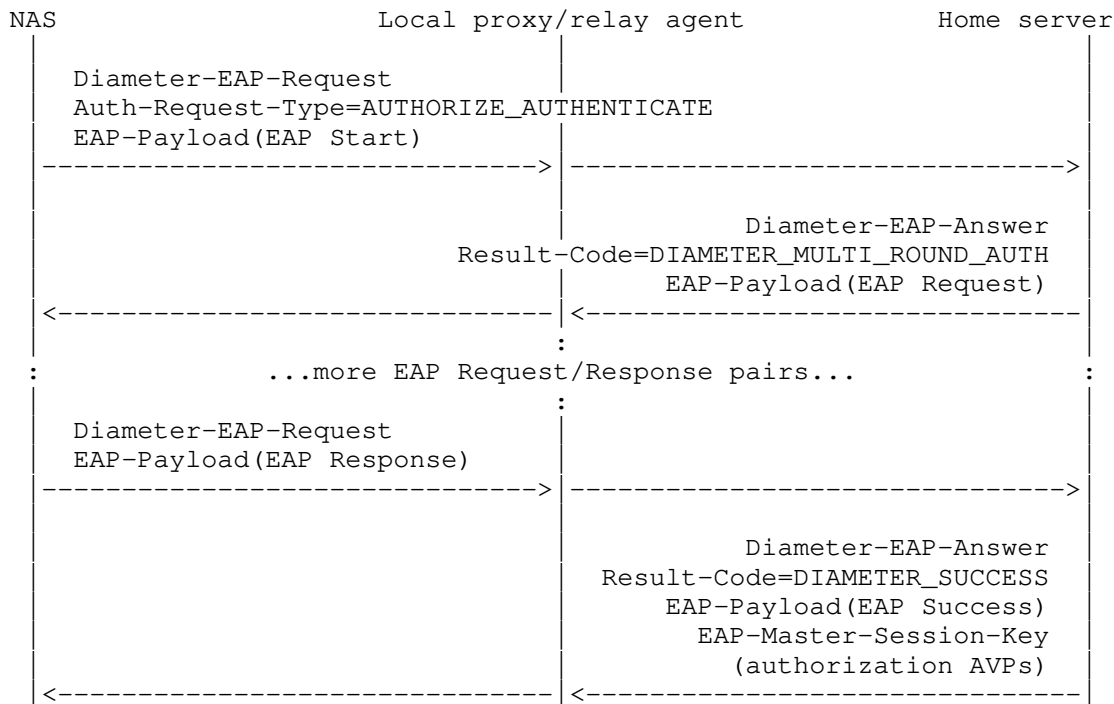 NAS Local proxy/relay agent Home server
Diameter-EAP-Request
Auth-Request-Type=AUTHORIZE_AUTHENTICATE
EAP-Payload(EAP Start)
Diameter-EAP-Answer
Result-Code=DIAMETER_MULTI_ROUND_AUTH
EAP-Payload(EAP Request)
: ...more EAP Request/Response pairs... :
Diameter-EAP-Request
EAP-Payload(EAP Response)
Diameter-EAP-Answer
Result-Code=DIAMETER_SUCCESS
EAP-Payload(EAP Success)
EAP-Master-Session-Key
(authorization AVPs)